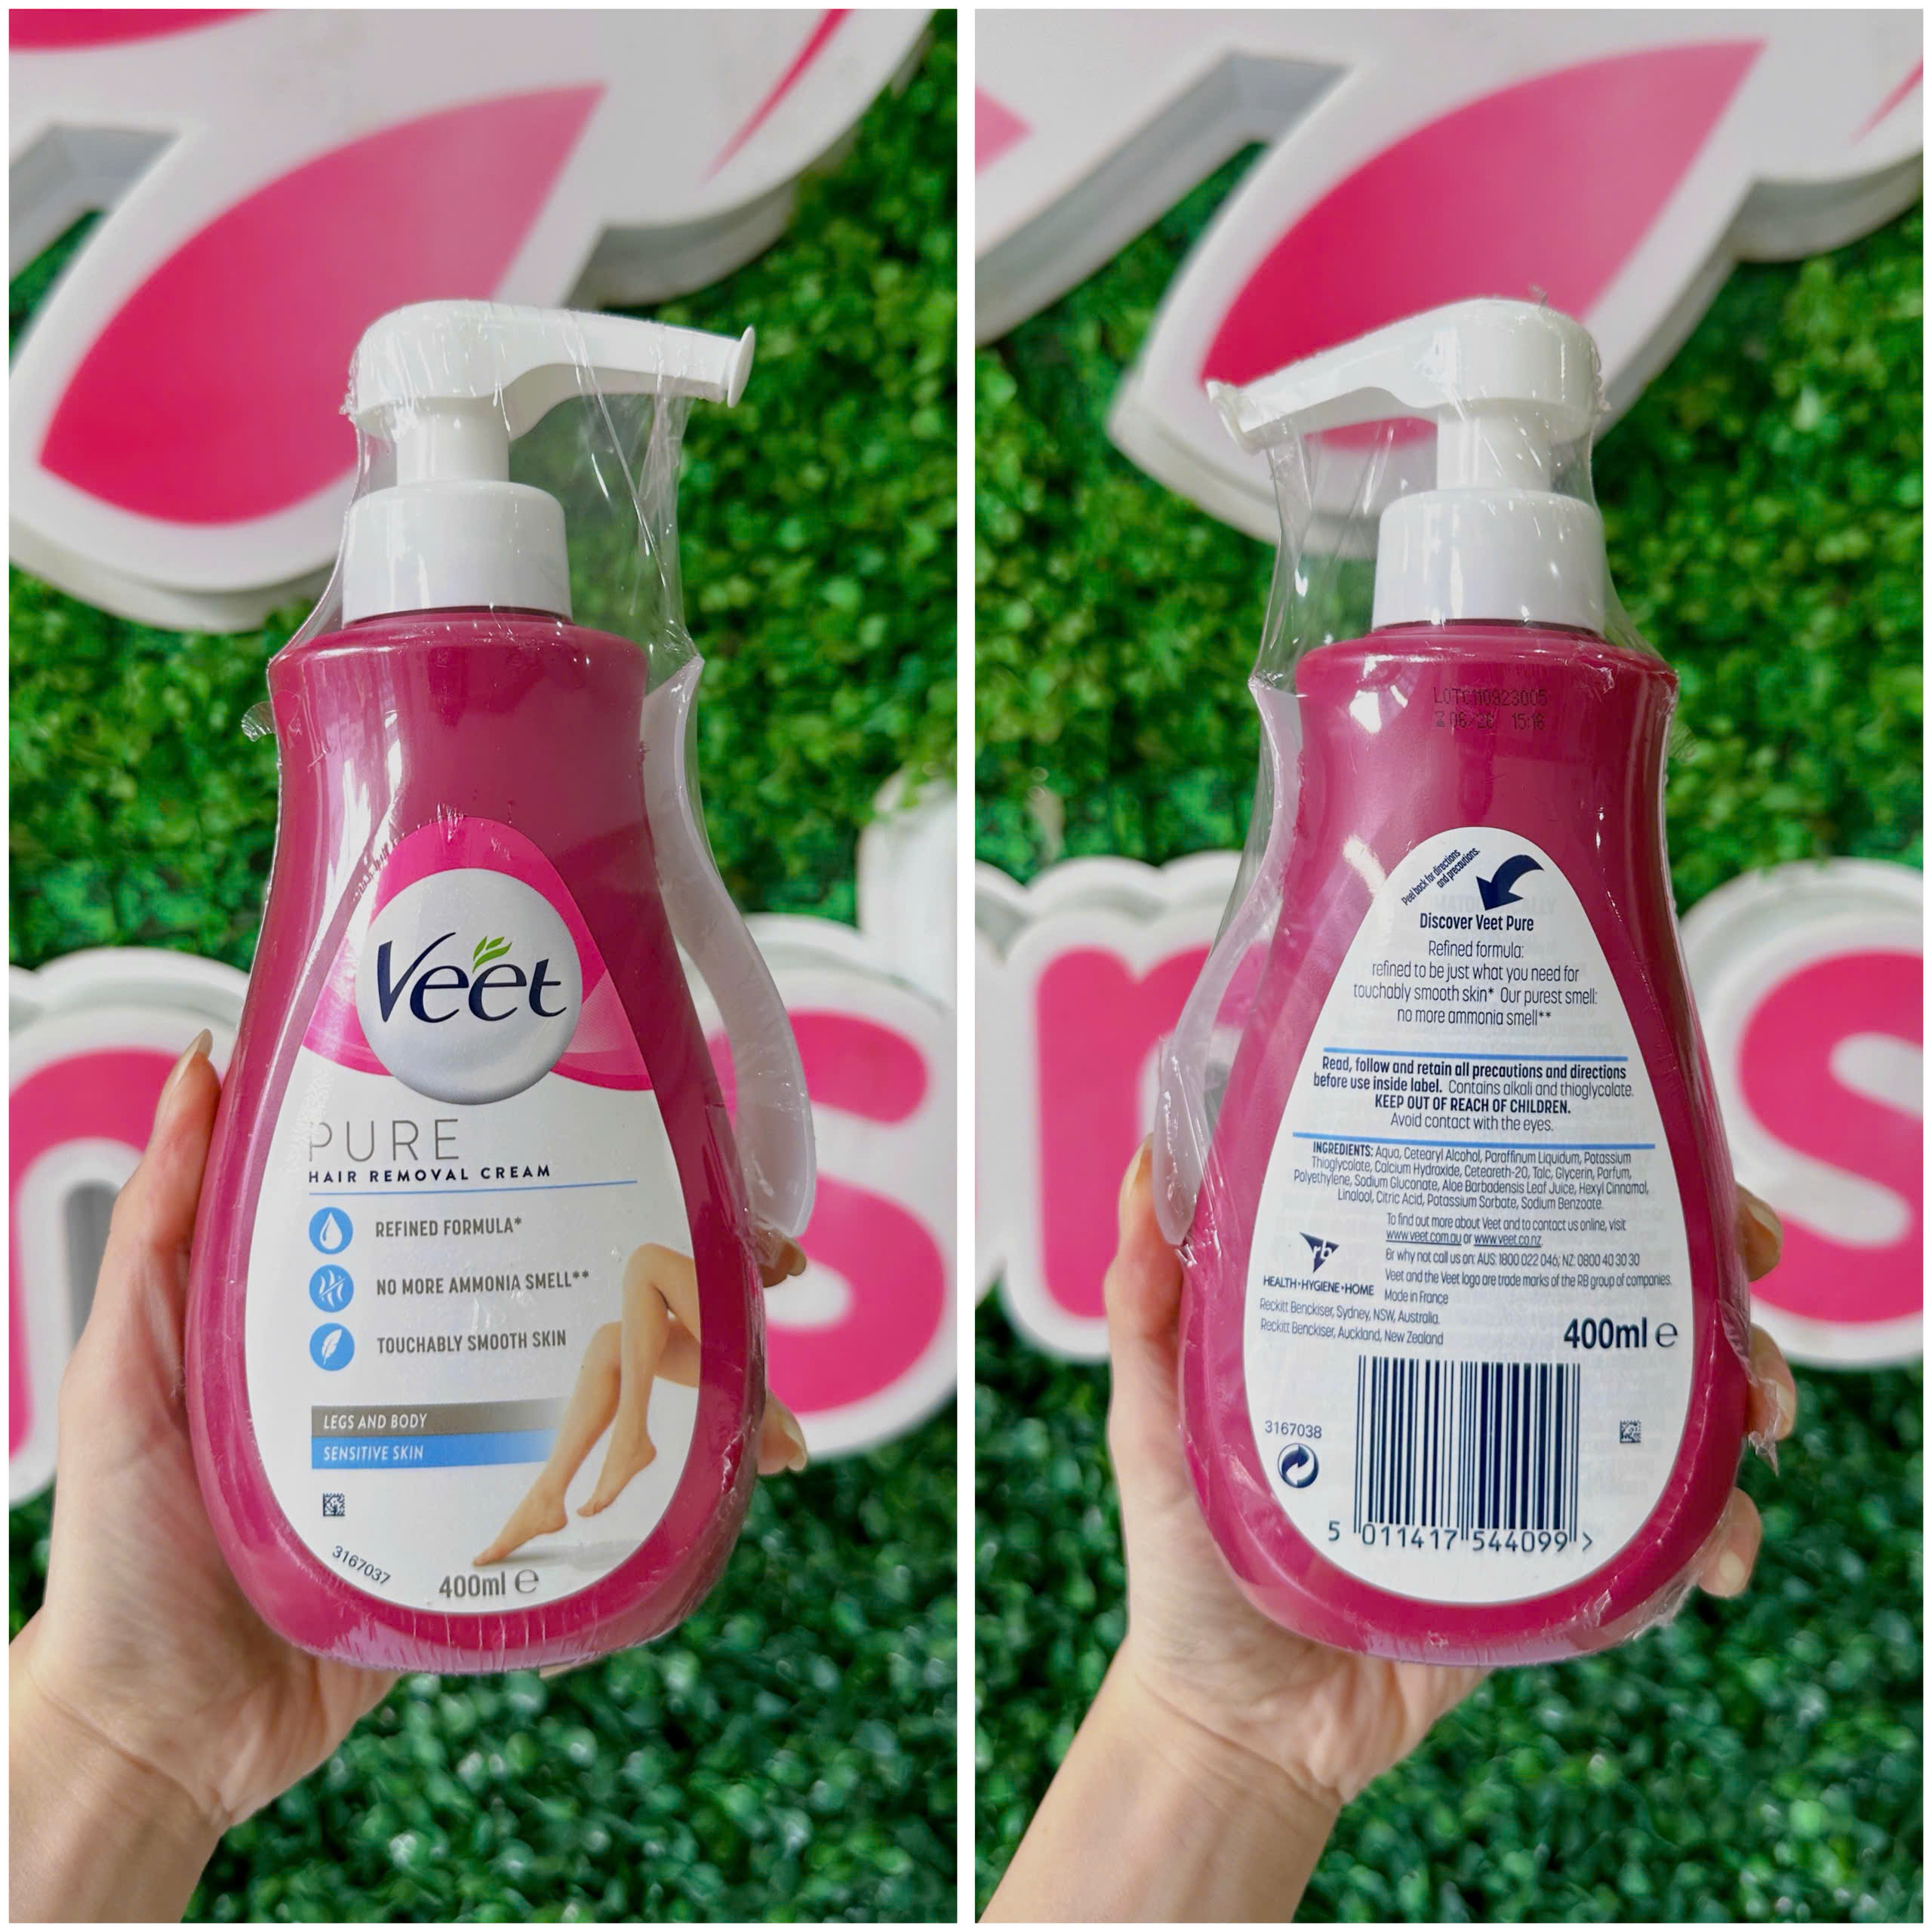 Veet
PURE
HAIR REMOVAL CREAM
REFINED FORMULA*
NO MORE AMMONIA SMELL**
TOUCHABLY SMOOTH SKIN
LEGS AND BODY
SENSITIVE SKIN
3167037
400ml ℮
LOTC110923005
06/26 15:16
Peel back for directions
and precautions.
Discover Veet Pure
Refined formula:
refined to be just what you need for
touchably smooth skin* Our purest smell:
no more ammonia smell**
Read, follow and retain all precautions and directions
before use inside label. Contains alkali and thioglycolate.
KEEP OUT OF REACH OF CHILDREN.
Avoid contact with the eyes.
INGREDIENTS: Aqua, Cetearyl Alcohol, Paraffinum Liquidum, Potassium
Thioglycolate, Calcium Hydroxide, Ceteareth-20, Talc, Glycerin, Parfum,
Polyethylene, Sodium Gluconate, Aloe Barbadensis Leaf Juice, Hexyl Cinnamal,
Linalool, Citric Acid, Potassium Sorbate, Sodium Benzoate.
To find out more about Veet and to contact us online, visit
www.veet.com.au or www.veet.co.nz
Or why not call us on: AUS: 1800 022 046; NZ: 0800 40 30 30
Veet and the Veet logo are trade marks of the RB group of companies.
Made in France
rb
HEALTH•HYGIENE•HOME
Reckitt Benckiser, Sydney, NSW, Australia.
Reckitt Benckiser, Auckland, New Zealand
400ml ℮
3167038
5 011417 544099 >